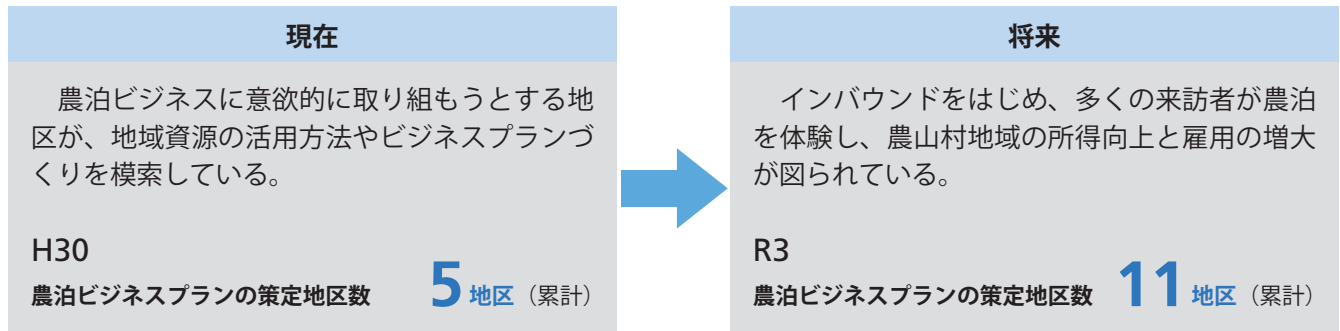 現在
農泊ビジネスに意欲的に取り組もうとする地
区が、地域資源の活用方法やビジネスプランづ
くりを模索している。
H30
農泊ビジネスプランの策定地区数 5 地区（累計）
将来
インバウンドをはじめ、多くの来訪者が農泊
を体験し、農山村地域の所得向上と雇用の増大
が図られている。
R3
農泊ビジネスプランの策定地区数 11 地区（累計）